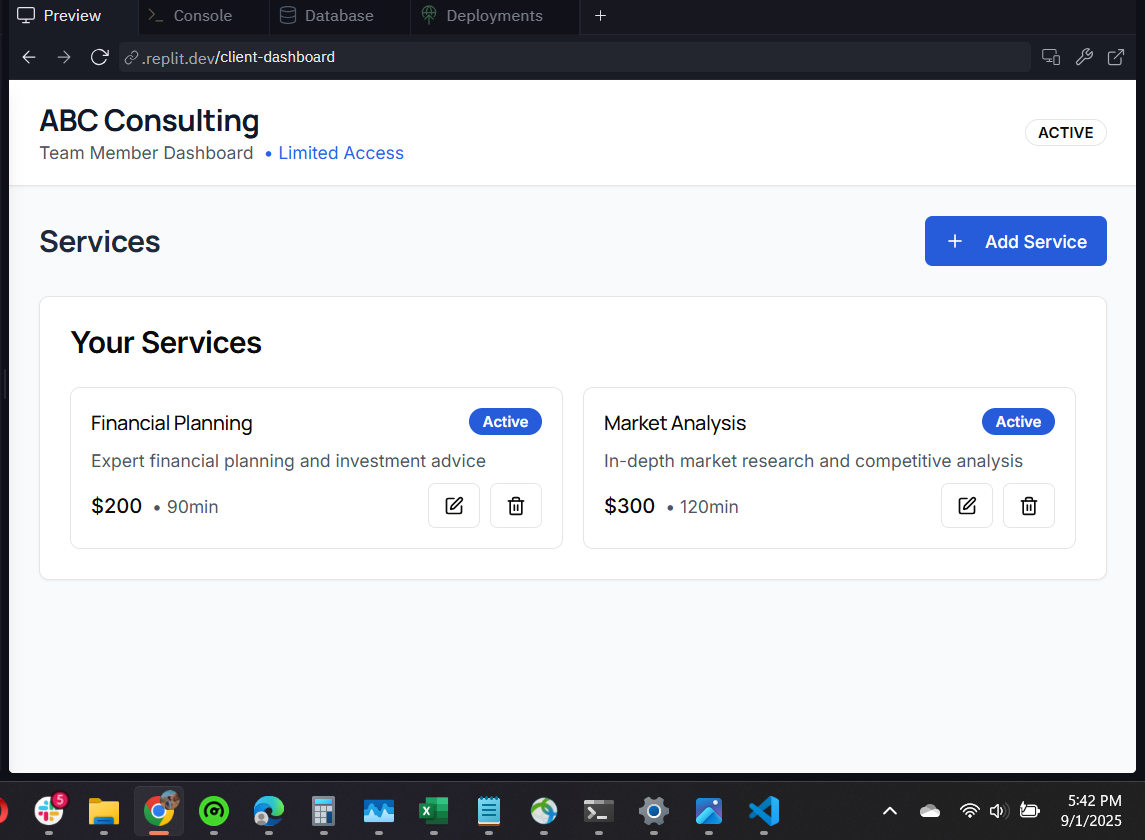 Preview
Console
Database
Deployments
.replit.dev/client-dashboard
ABC Consulting
Team Member Dashboard • Limited Access
ACTIVE
Services
+ Add Service
Your Services
Financial Planning
Active
Expert financial planning and investment advice
$200 • 90min
Market Analysis
Active
In-depth market research and competitive analysis
$300 • 120min
5
5:42 PM
9/1/2025